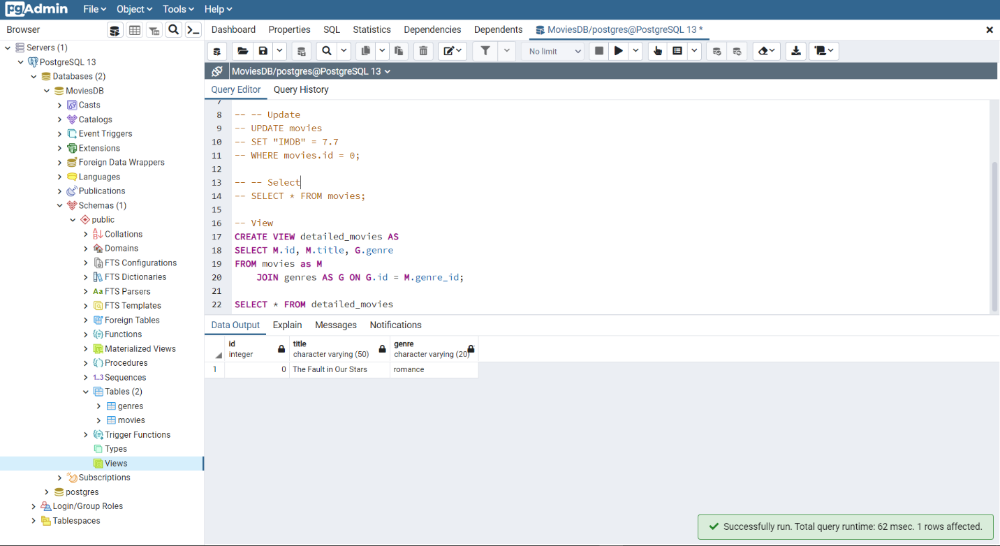 pgAdmin File Object Tools Help
Browser
Dashboard Properties SQL Statistics Dependencies Dependents MoviesDB/postgres@PostgreSQL 13 *
No limit
MoviesDB/postgres@PostgreSQL 13
Query Editor Query History
Servers (1)
PostgreSQL 13
Databases (2)
MoviesDB
Casts
Catalogs
Event Triggers
Extensions
Foreign Data Wrappers
Languages
Publications
Schemas (1)
public
Collations
Domains
FTS Configurations
FTS Dictionaries
Aa FTS Parsers
FTS Templates
Foreign Tables
Functions
Materialized Views
Procedures
1..3 Sequences
Tables (2)
genres
movies
Trigger Functions
Types
Views
Subscriptions
postgres
Login/Group Roles
Tablespaces
7
8 -- -- Update
9 -- UPDATE movies
10 -- SET "IMDB" = 7.7
11 -- WHERE movies.id = 0;
12
13 -- -- Select
14 -- SELECT * FROM movies;
15
16 -- View
17 CREATE VIEW detailed_movies AS
18 SELECT M.id, M.title, G.genre
19 FROM movies as M
20 JOIN genres AS G ON G.id = M.genre_id;
21
22 SELECT * FROM detailed_movies
Data Output Explain Messages Notifications
id title genre
integer character varying (50) character varying (20)
1 0 The Fault in Our Stars romance
Successfully run. Total query runtime: 62 msec. 1 rows affected.